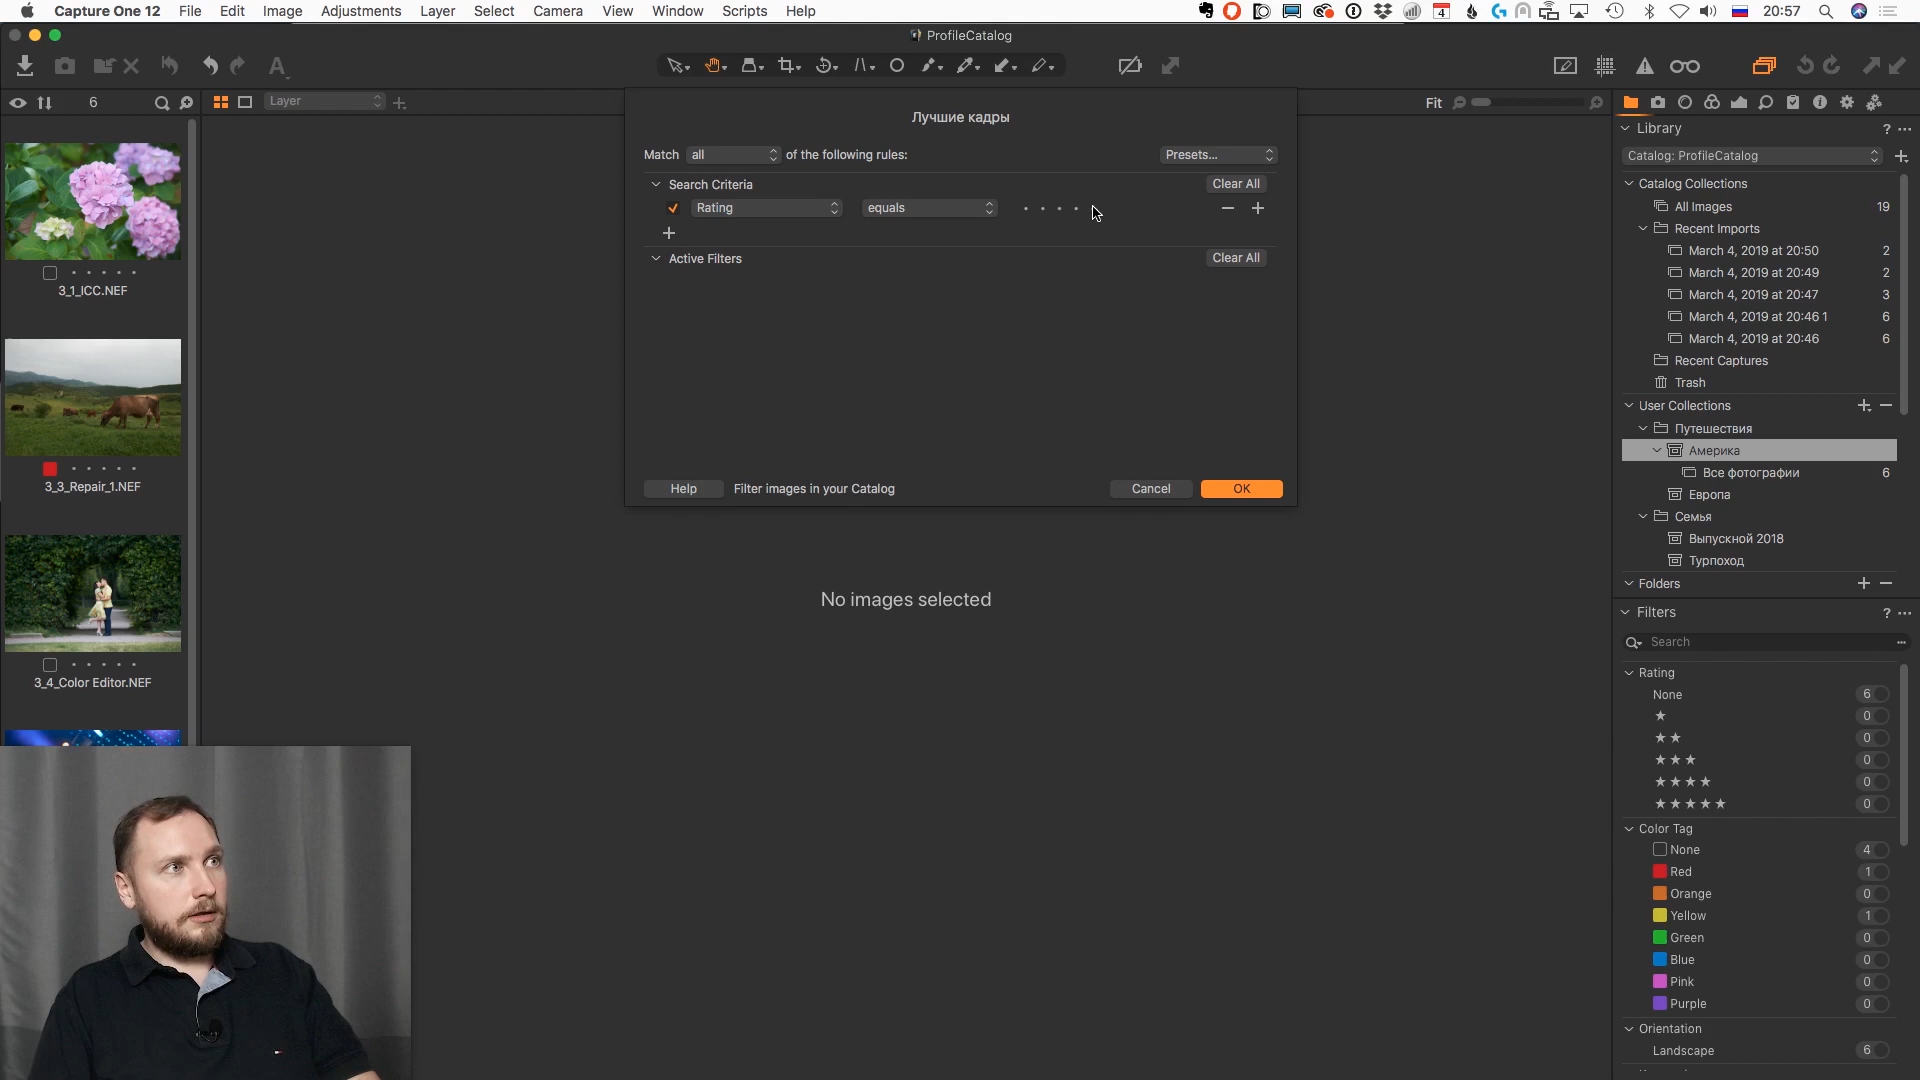 Capture One 12 File Edit Image Adjustments Layer Select Camera View Window Scripts Help 4 20:57
ProfileCatalog
A
6 Layer Fit
Лучшие кадры
Match all of the following rules: Presets...
Search Criteria Clear All
Rating equals
Active Filters Clear All
Help Filter images in your Catalog Cancel OK
3_1_ICC.NEF
3_3_Repair_1.NEF
3_4_Color Editor.NEF
No images selected
Library ?
Catalog: ProfileCatalog
Catalog Collections
All Images 19
Recent Imports
March 4, 2019 at 20:50 2
March 4, 2019 at 20:49 2
March 4, 2019 at 20:47 3
March 4, 2019 at 20:46 1 6
March 4, 2019 at 20:46 6
Recent Captures
Trash
User Collections
Путешествия
Америка
Все фотографии 6
Европа
Семья
Выпускной 2018
Турпоход
Folders
Filters ?
Search
Rating
None 6
★ 0
★★ 0
★★★ 0
★★★★ 0
★★★★★ 0
Color Tag
None 4
Red 1
Orange 0
Yellow 1
Green 0
Blue 0
Pink 0
Purple 0
Orientation
Landscape 6